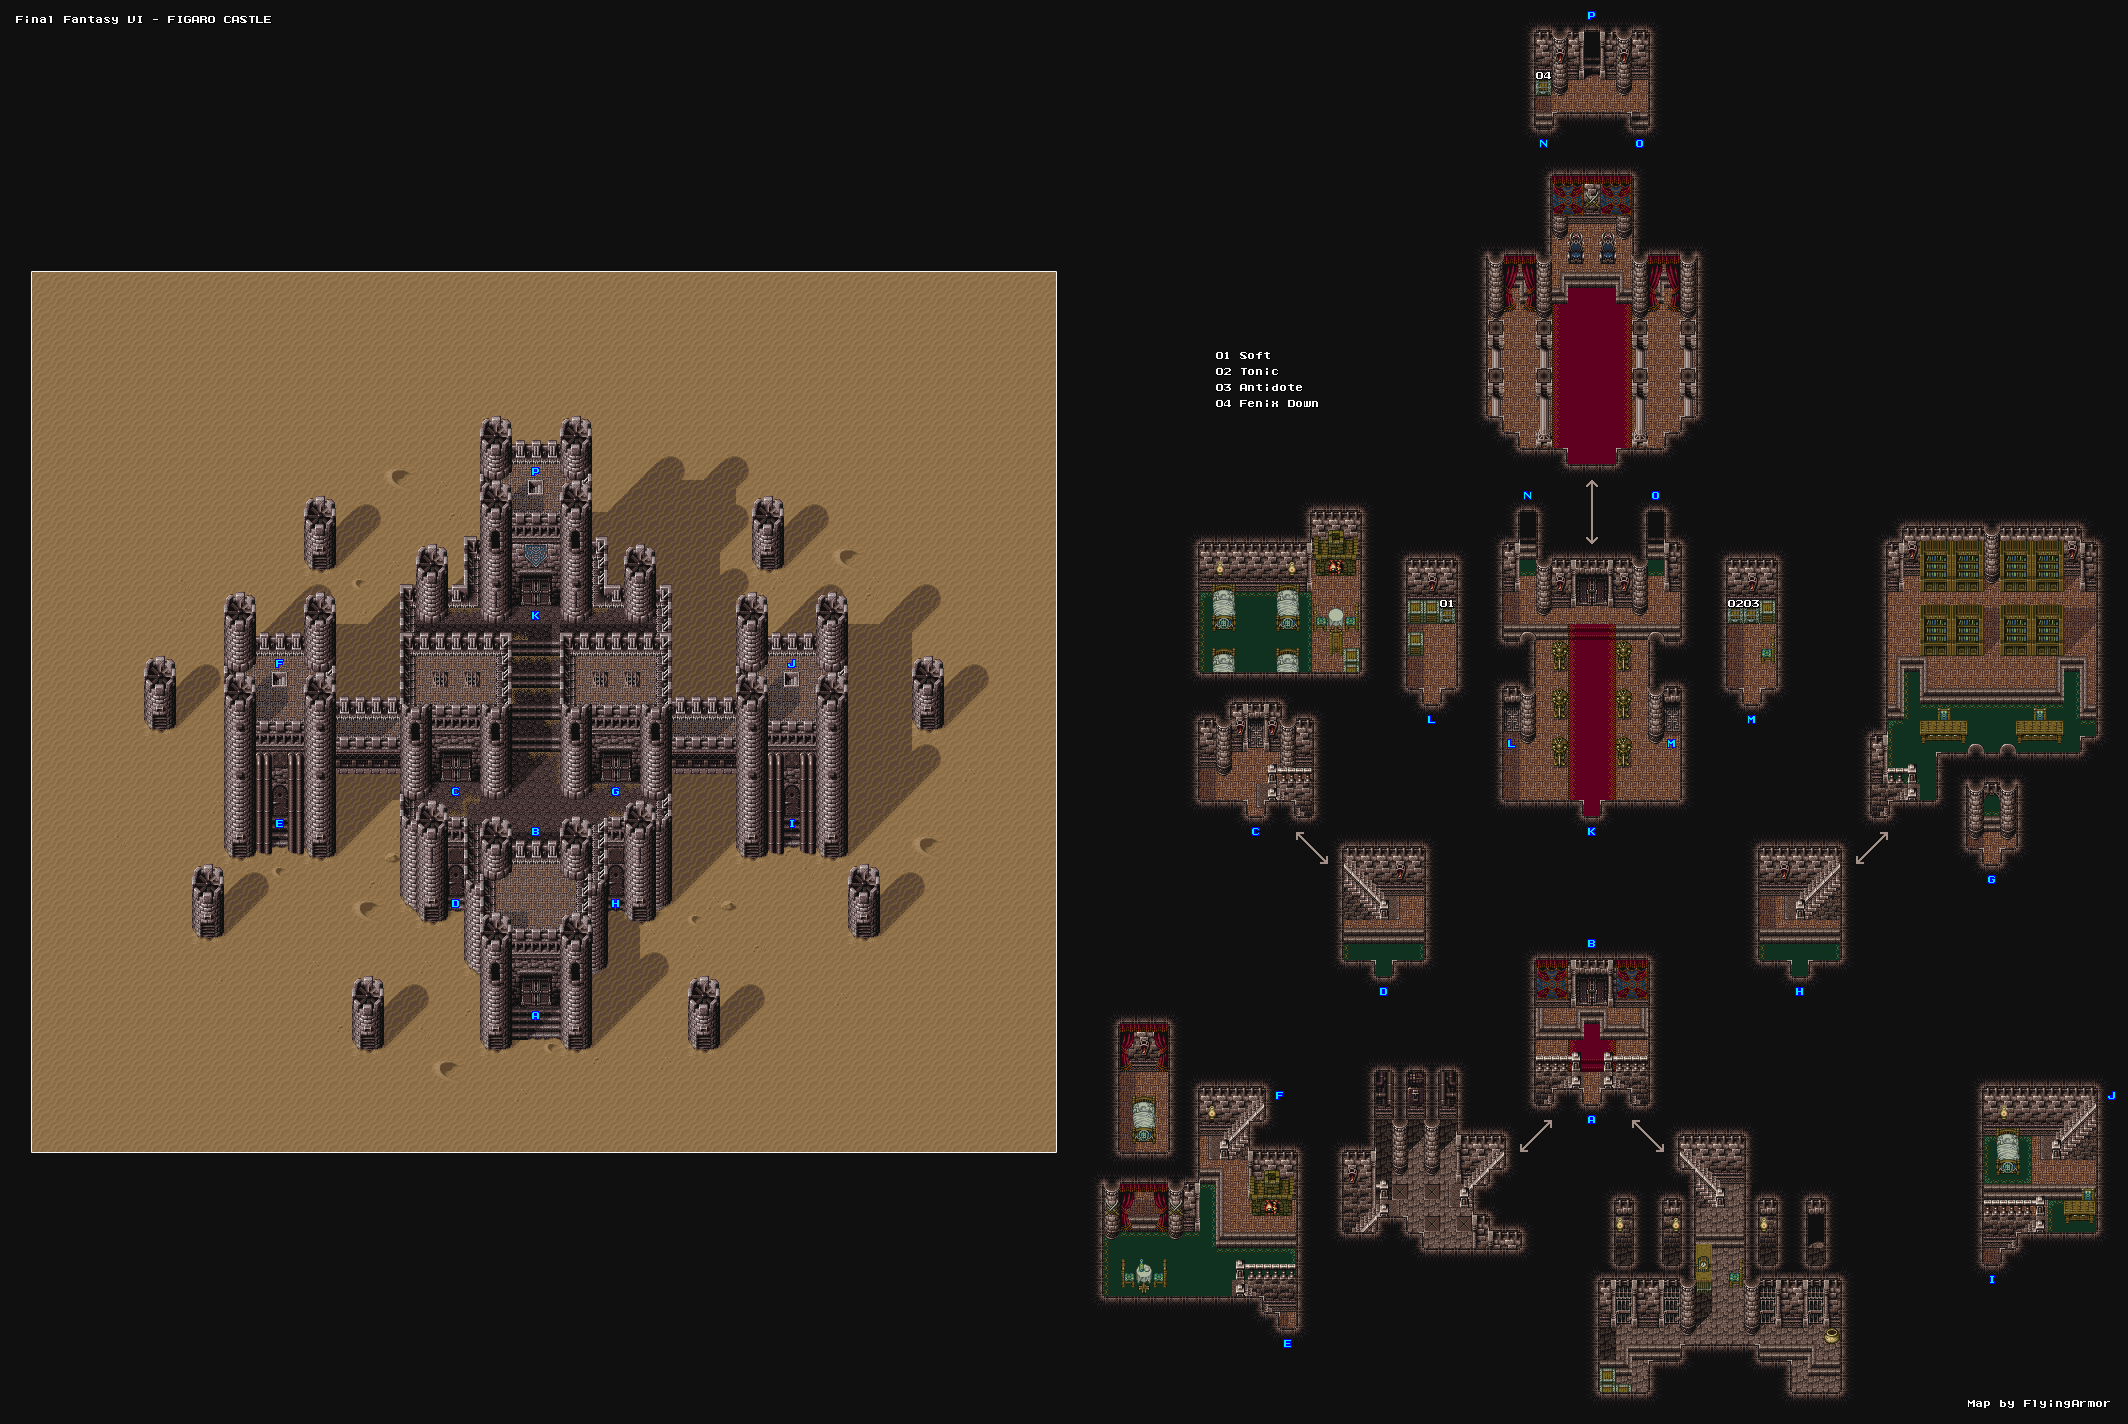 Final Fantasy VI - FIGARO CASTLE
P
04
N O
01 Soft
02 Tonic
03 Antidote
04 Fenix Down
P
N O
F J
K
01
0203
C G
B
E I
D H
A
L M
L M
C K
G
D H
B
F
A
J
I
E
Map by FlyingArmor